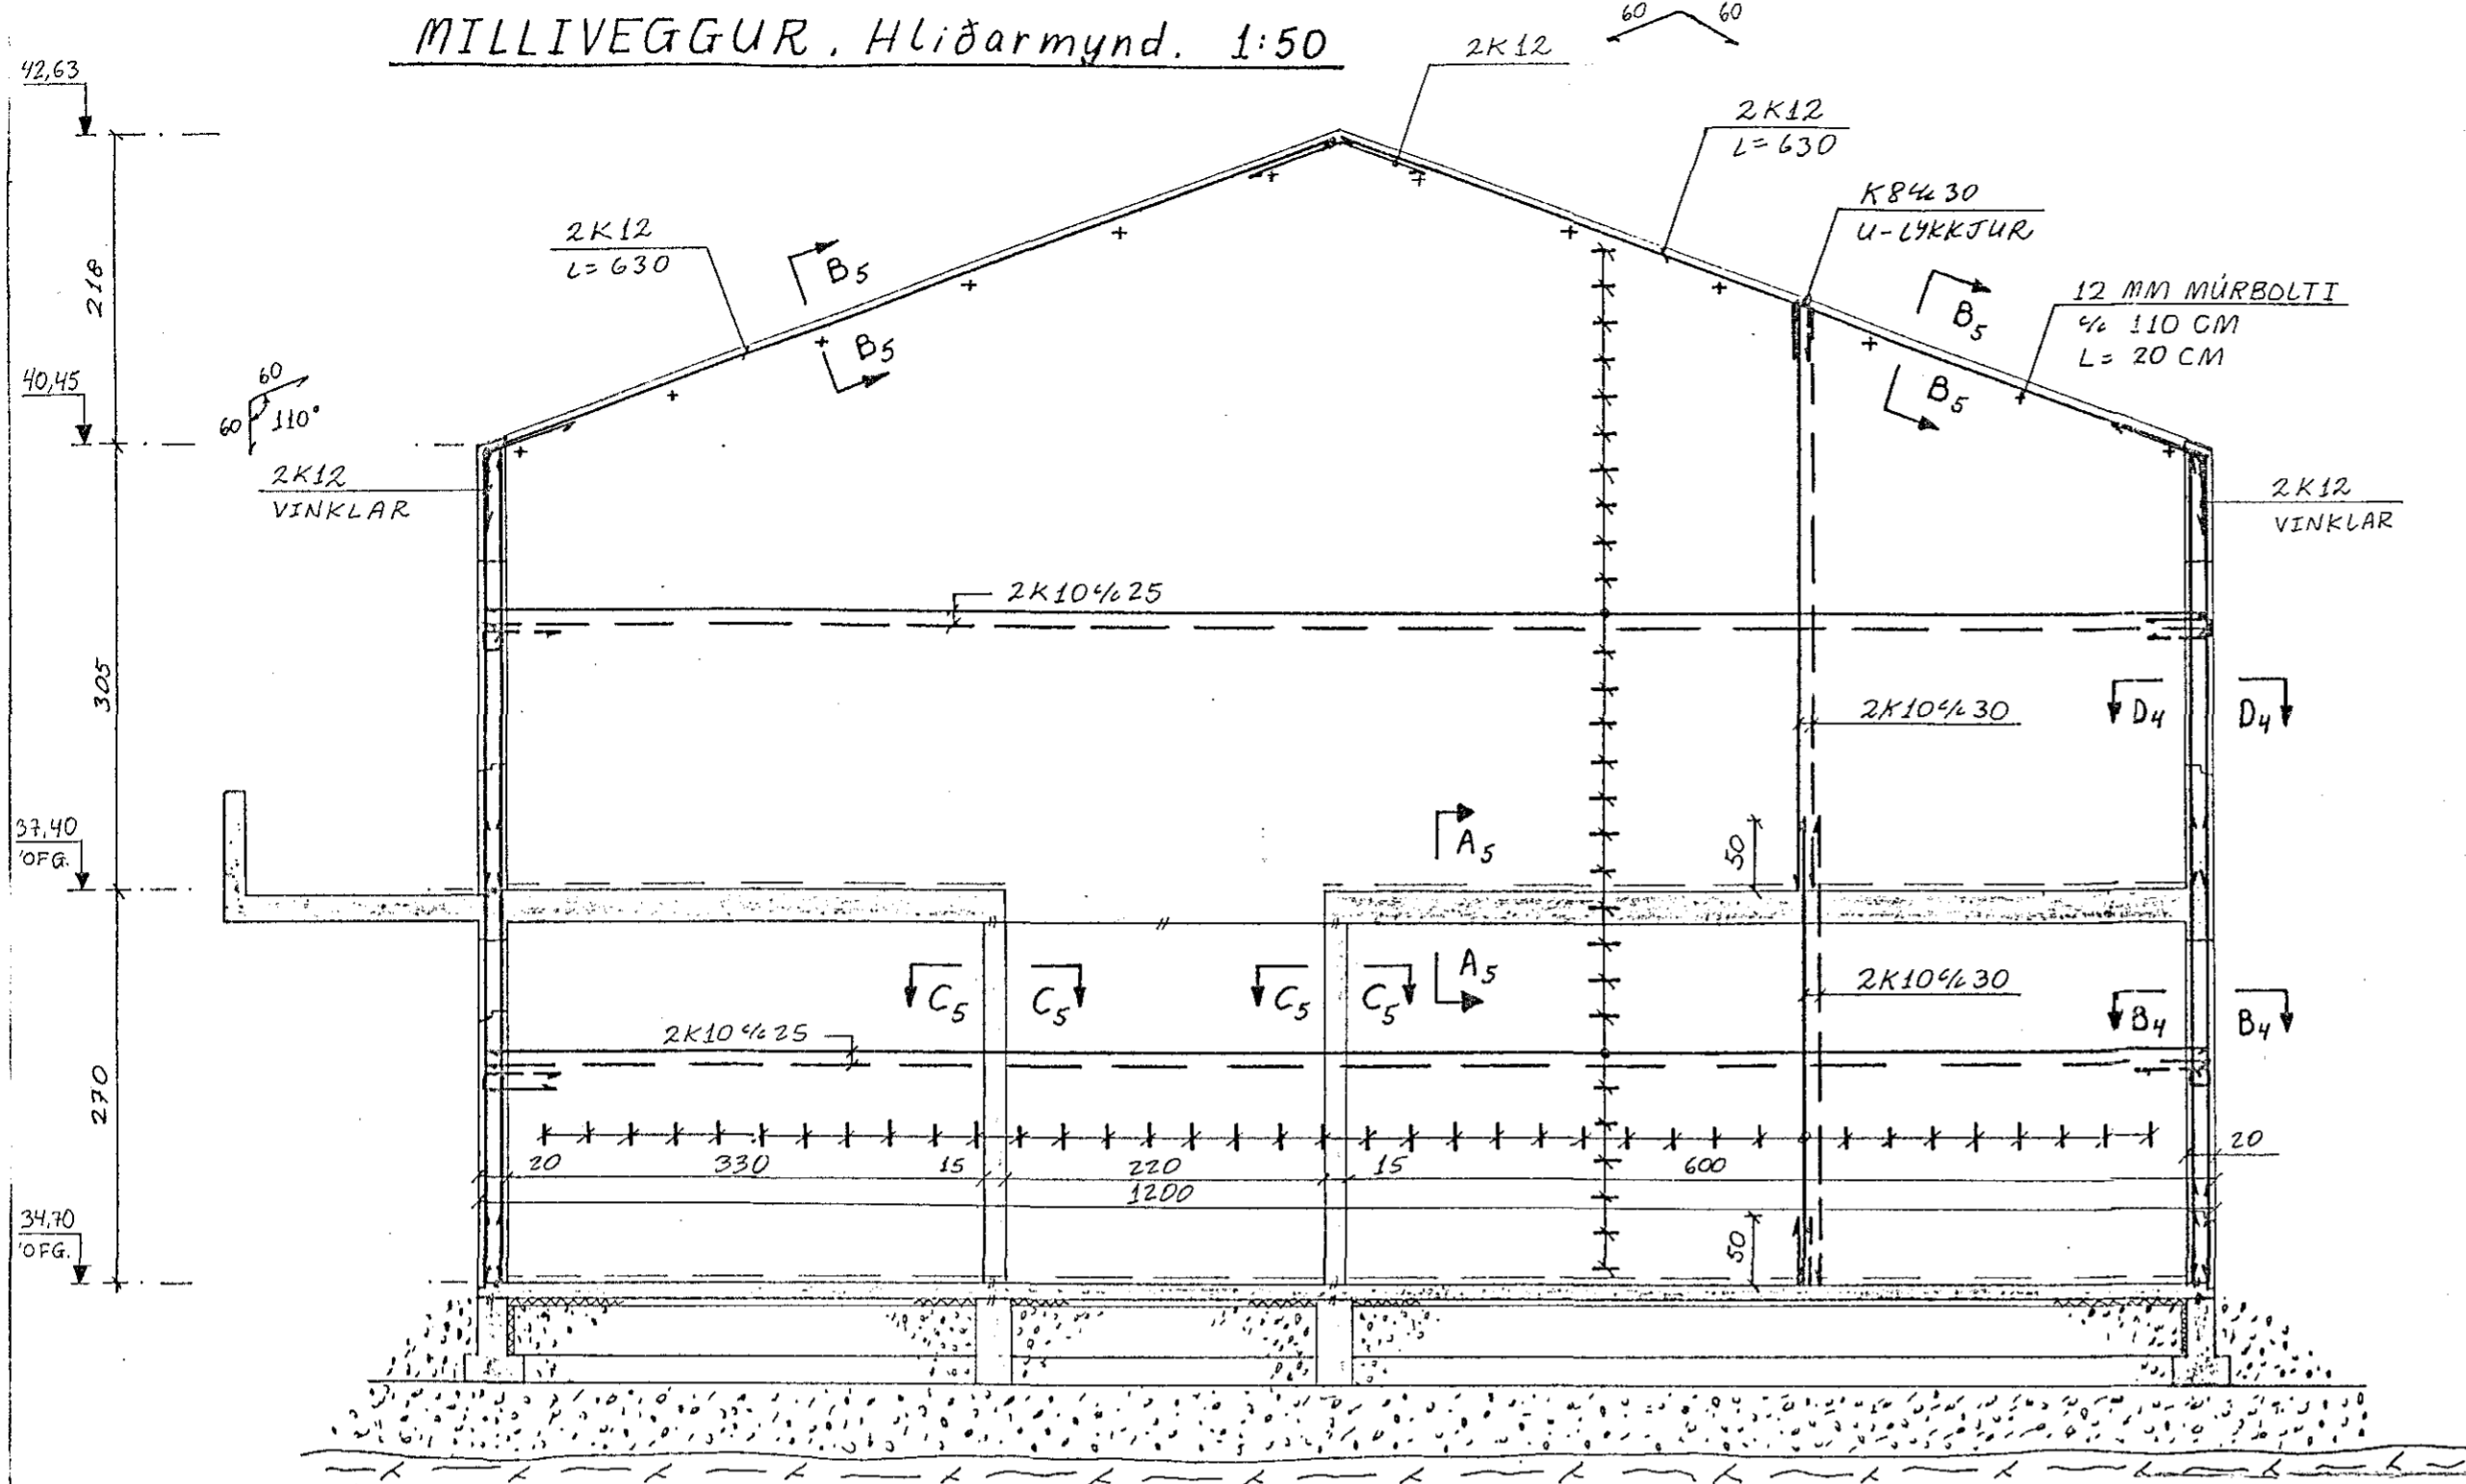 MILLIVEGGUR. Hliðarmynd. 1:50
60 60
2K12
42,63
2K12
L=630
K8 c/c 30
U-LYKKJUR
2K12
L=630
B5
B5
12 MM MÚRBOLTI
c/c 110 CM
L= 20 CM
218
B5
B5
40,45
60
60 110°
2K12
VINKLAR
2K12
VINKLAR
2K10 c/c 25
305
2K10 c/c 30
D4
D4
37,40
ÓFG.
A5
50
C5
C5
C5
C5
A5
2K10 c/c 30
B4
B4
2K10 c/c 25
270
20 330 15 220 15 600 20
1200
34,70
ÓFG.
50